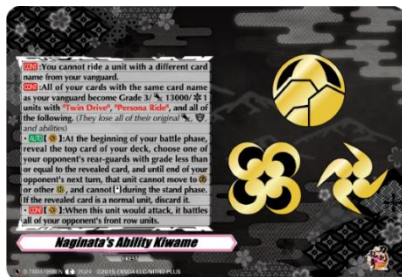 CONT:You cannot ride a unit with a different card
name from your vanguard.
CONT:All of your cards with the same card name
as your vanguard become Grade 3/ 13000/ 1
units with "Twin Drive", "Persona Ride", and all of
the following. (They lose all of their original , ,
and abilities)
・AUTO【 】:At the beginning of your battle phase,
reveal the top card of your deck, choose one of
your opponent's rear-guards with grade less than
or equal to the revealed card, and until end of your
opponent's next turn, that unit cannot move to
or other , and cannot during the stand phase.
If the revealed card is a normal unit, discard it.
・CONT【 】:When this unit would attack, it battles
all of your opponent's front row units.
Naginata's Ability Kiwame
2024 ©2015 EXNOA LLC/NITRO PLUS